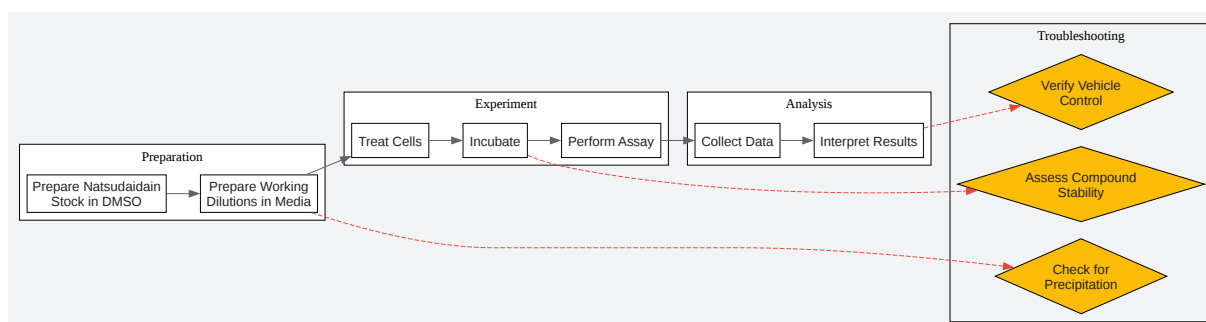 Preparation
Prepare Natsudaidain
Stock in DMSO
Prepare Working
Dilutions in Media
Experiment
Treat Cells
Incubate
Perform Assay
Analysis
Collect Data
Interpret Results
Troubleshooting
Verify Vehicle
Control
Assess Compound
Stability
Check for
Precipitation